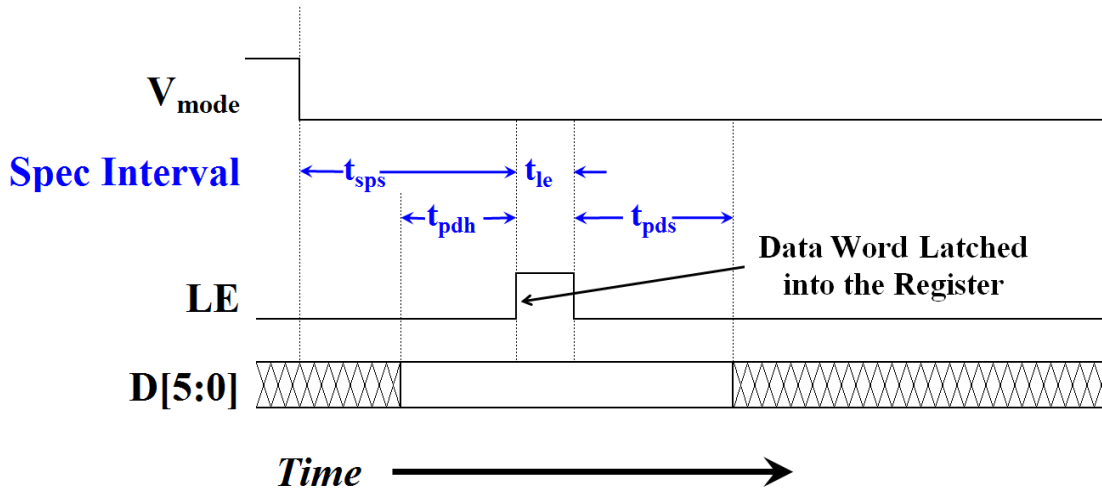 Vmode
Spec Interval
tsps
tle
tpdh
tpds
Data Word Latched
into the Register
LE
D[5:0]
Time